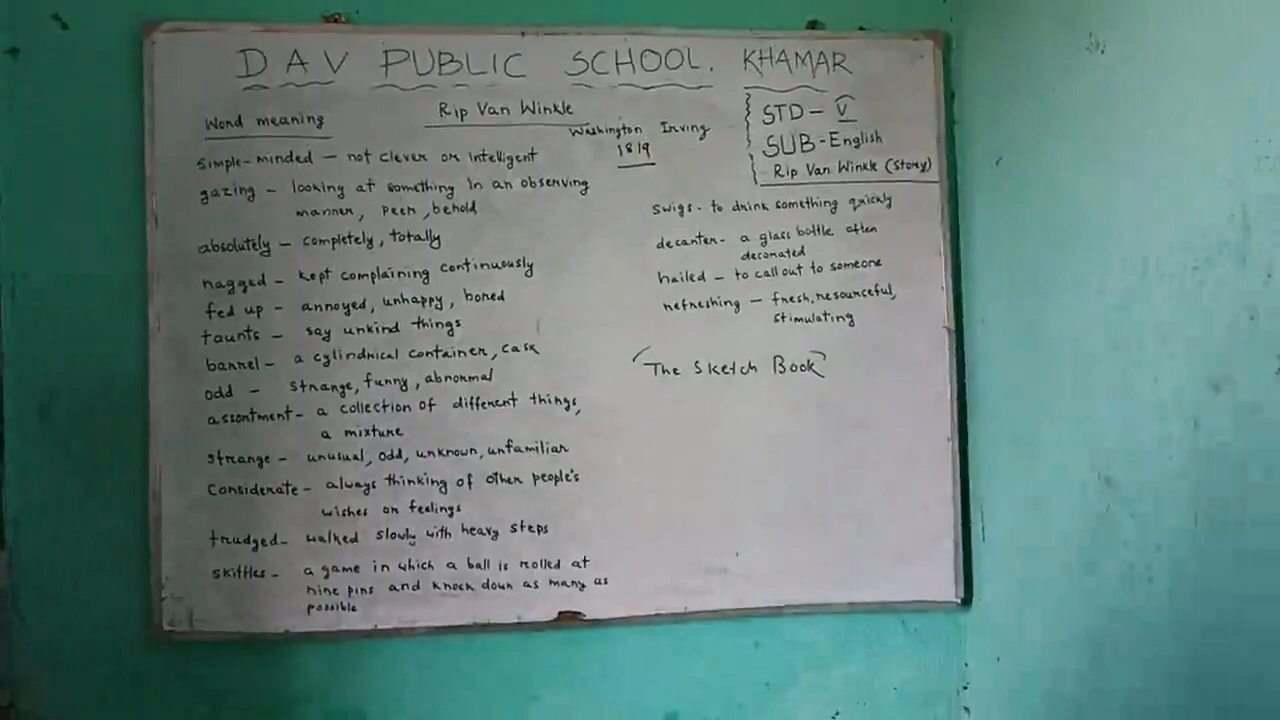 DAV PUBLIC SCHOOL. KHAMAR
Word meaning
Rip Van Winkle
Washington Irving
1819
STD - V
SUB - English
Rip Van Winkle (Story)
Simple-minded - not clever or intelligent
gazing - looking at something in an observing
manner, peer, behold
absolutely - completely, totally
nagged - kept complaining continuously
fed up - annoyed, unhappy, bored
taunts - say unkind things
barrel - a cylindrical container, cask
odd - strange, funny, abnormal
assortment - a collection of different things,
a mixture
strange - unusual, odd, unknown, unfamiliar
Considerate - always thinking of other people's
wishes or feelings
trudged - walked slowly with heavy steps
skittles - a game in which a ball is rolled at
nine pins and knock down as many as
possible
swigs - to drink something quickly
decanter - a glass bottle often
decorated
hailed - to call out to someone
refreshing - fresh, resourceful,
stimulating
"The Sketch Book"